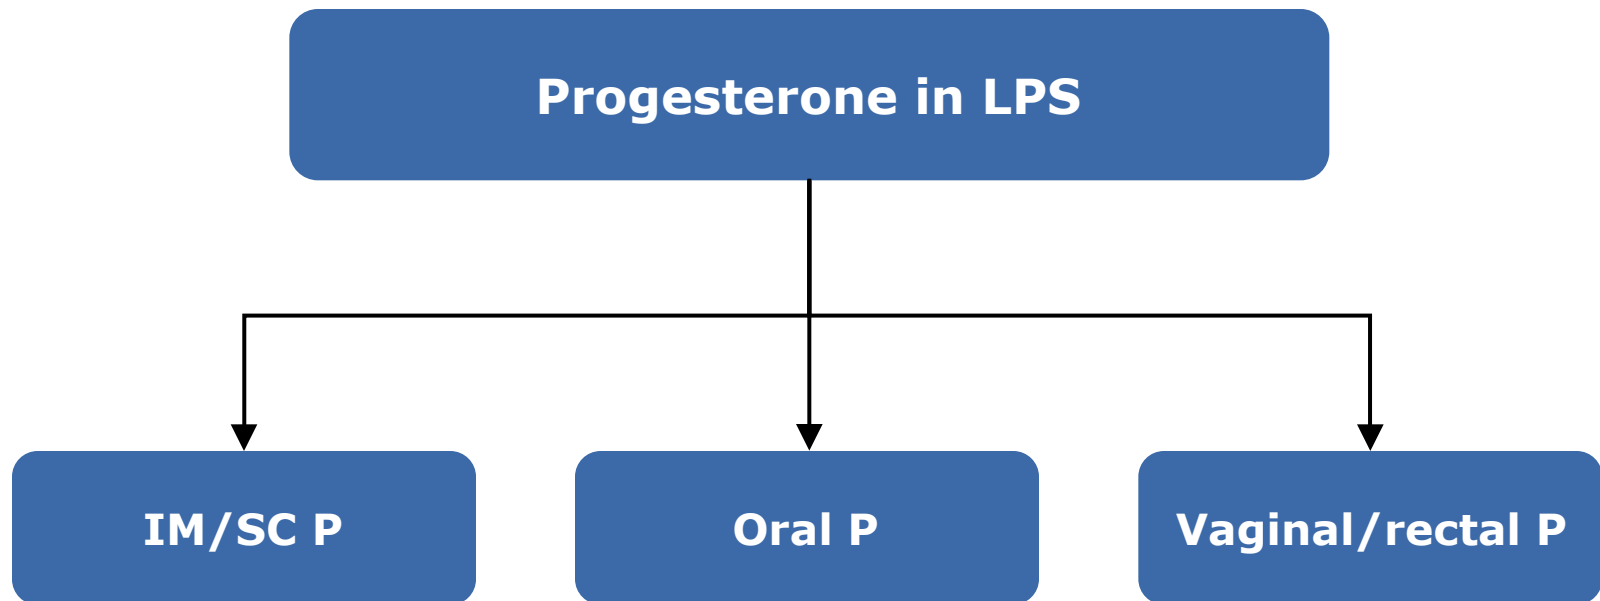 Progesterone in LPS
IM/SC P
Oral P
Vaginal/rectal P